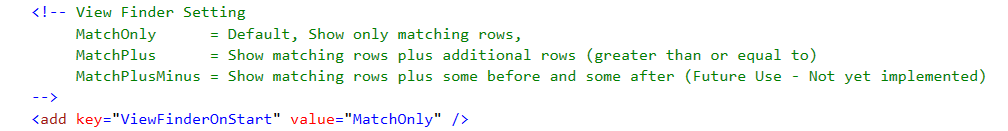 <!-- View Finder Setting
MatchOnly = Default, Show only matching rows,
MatchPlus = Show matching rows plus additional rows (greater than or equal to)
MatchPlusMinus = Show matching rows plus some before and some after (Future Use - Not yet implemented)
-->
<add key="ViewFinderOnStart" value="MatchOnly" />